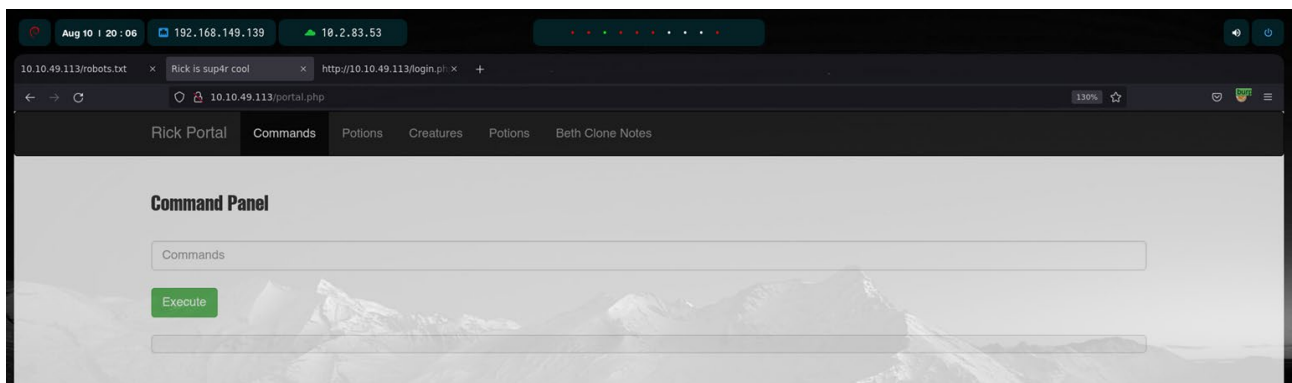 Aug 10 | 20 : 06 192.168.149.139 10.2.83.53
10.10.49.113/robots.txt × Rick is sup4r cool × http://10.10.49.113/login.ph × +
10.10.49.113/portal.php 130%
Rick Portal Commands Potions Creatures Potions Beth Clone Notes
Command Panel
Commands
Execute